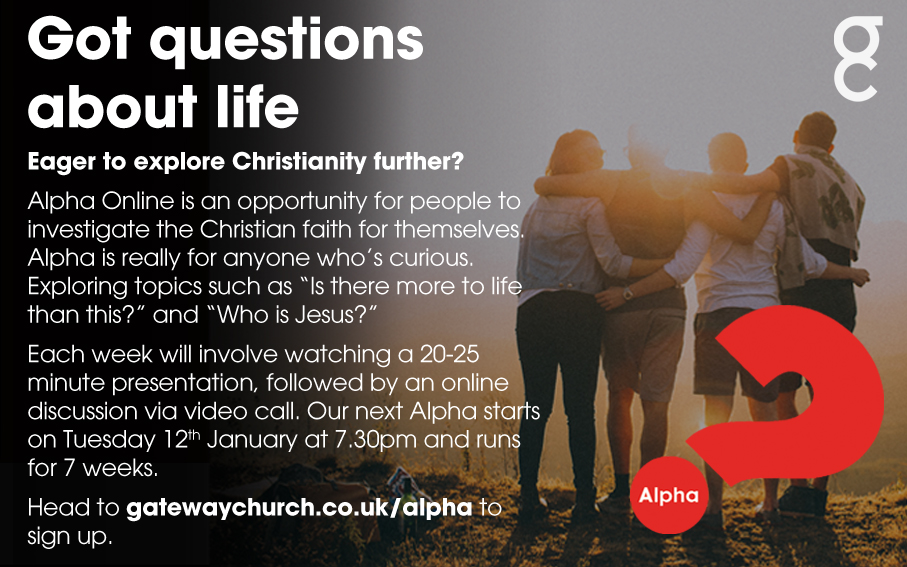 Got questions
about life
gc
Eager to explore Christianity further?
Alpha Online is an opportunity for people to
investigate the Christian faith for themselves.
Alpha is really for anyone who's curious.
Exploring topics such as “Is there more to life
than this?” and “Who is Jesus?”
Each week will involve watching a 20-25
minute presentation, followed by an online
discussion via video call. Our next Alpha starts
on Tuesday 12th January at 7.30pm and runs
for 7 weeks.
Head to gatewaychurch.co.uk/alpha to
sign up.
Alpha